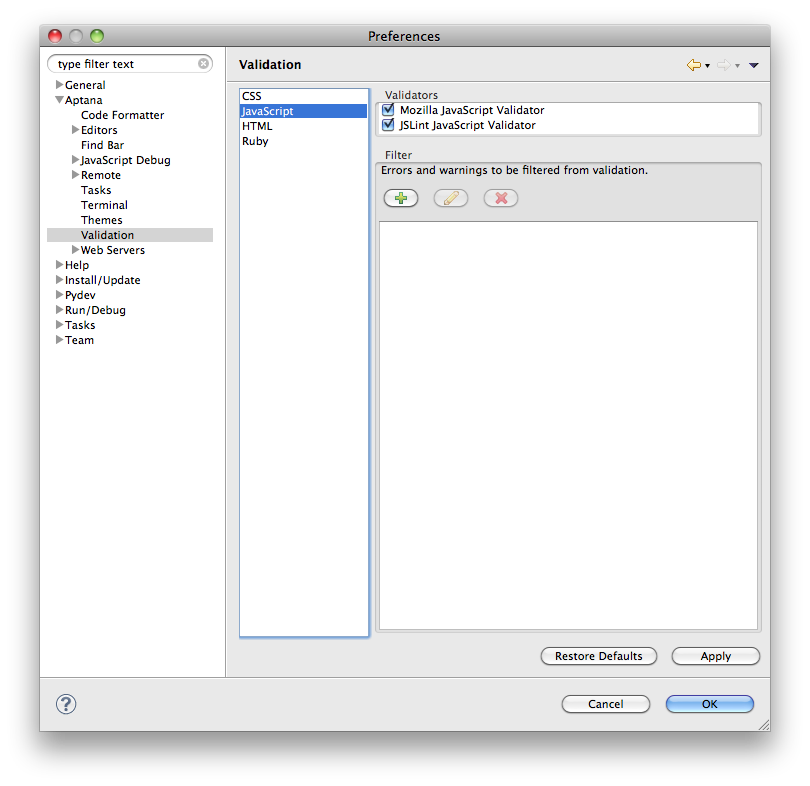 Preferences
type filter text
General
Aptana
Code Formatter
Editors
Find Bar
JavaScript Debug
Remote
Tasks
Terminal
Themes
Validation
Web Servers
Help
Install/Update
Pydev
Run/Debug
Tasks
Team
Validation
CSS
JavaScript
HTML
Ruby
Validators
Mozilla JavaScript Validator
JSLint JavaScript Validator
Filter
Errors and warnings to be filtered from validation.
Restore Defaults
Apply
?
Cancel
OK